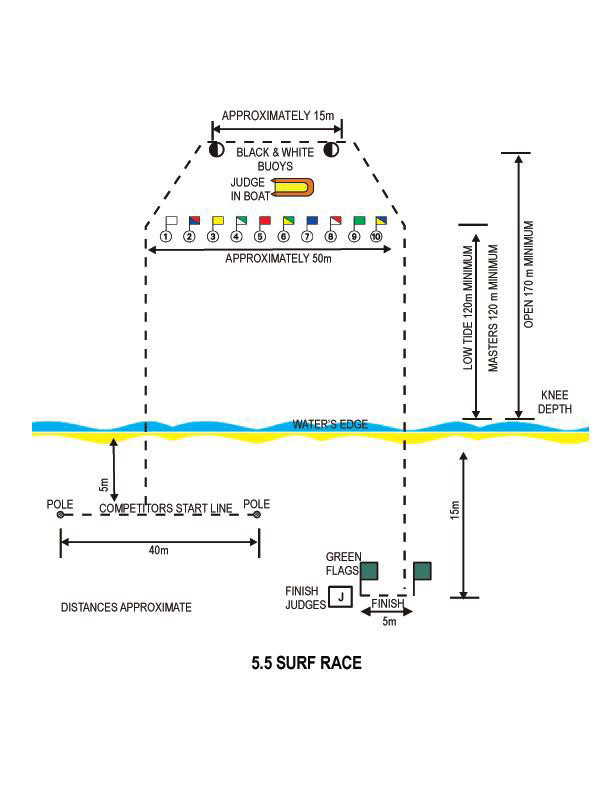 APPROXIMATELY 15m
BLACK & WHITE
BUOYS
JUDGE
IN BOAT
1 2 3 4 5 6 7 8 9 10
APPROXIMATELY 50m
LOW TIDE 120m MINIMUM
MASTERS 120 m MINIMUM
OPEN 170 m MINIMUM
KNEE
DEPTH
WATER'S EDGE
5m
15m
POLE
COMPETITORS START LINE
POLE
40m
GREEN
FLAGS
FINISH
JUDGES
J
FINISH
5m
DISTANCES APPROXIMATE
5.5 SURF RACE